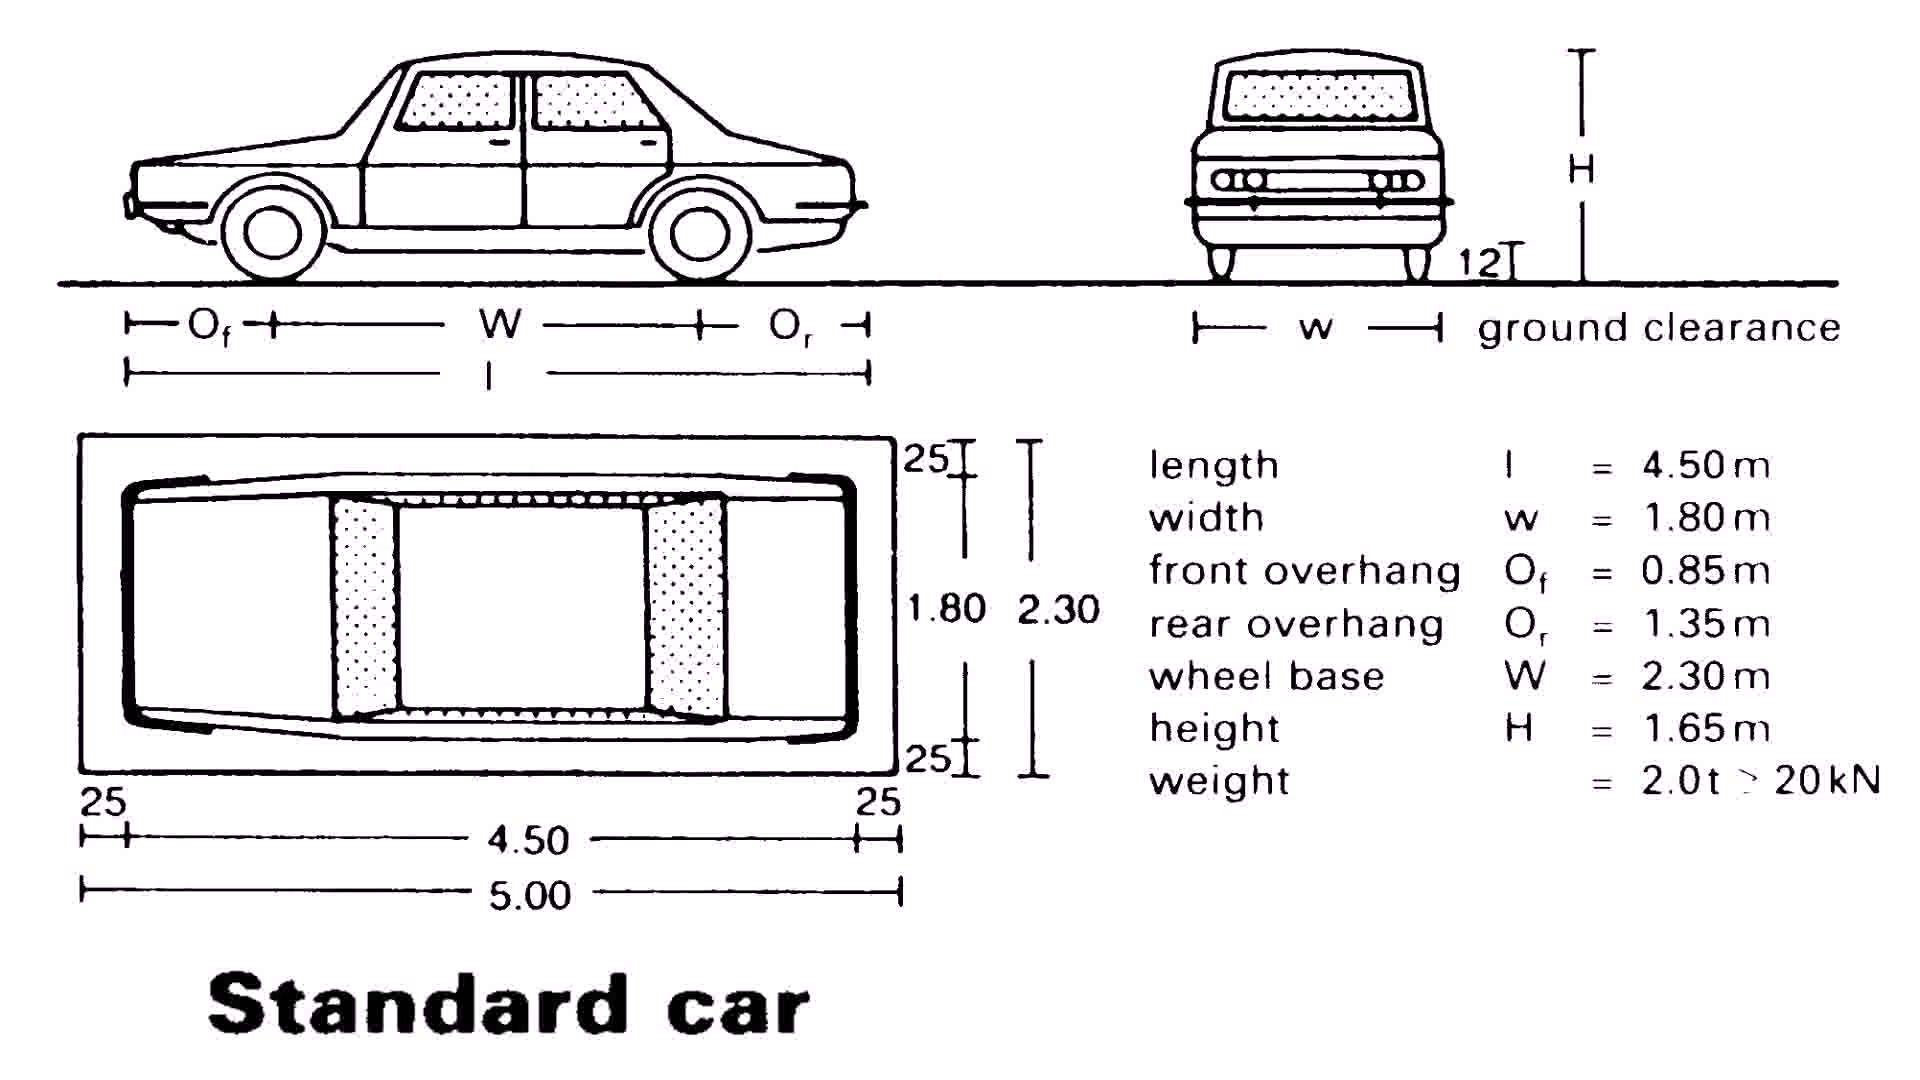 H
12
O_f W O_r w ground clearance
l
25
1.80 2.30
25
25 25
4.50
5.00
length l = 4.50 m
width w = 1.80 m
front overhang O_f = 0.85 m
rear overhang O_r = 1.35 m
wheel base W = 2.30 m
height H = 1.65 m
weight = 2.0 t > 20 kN
Standard car